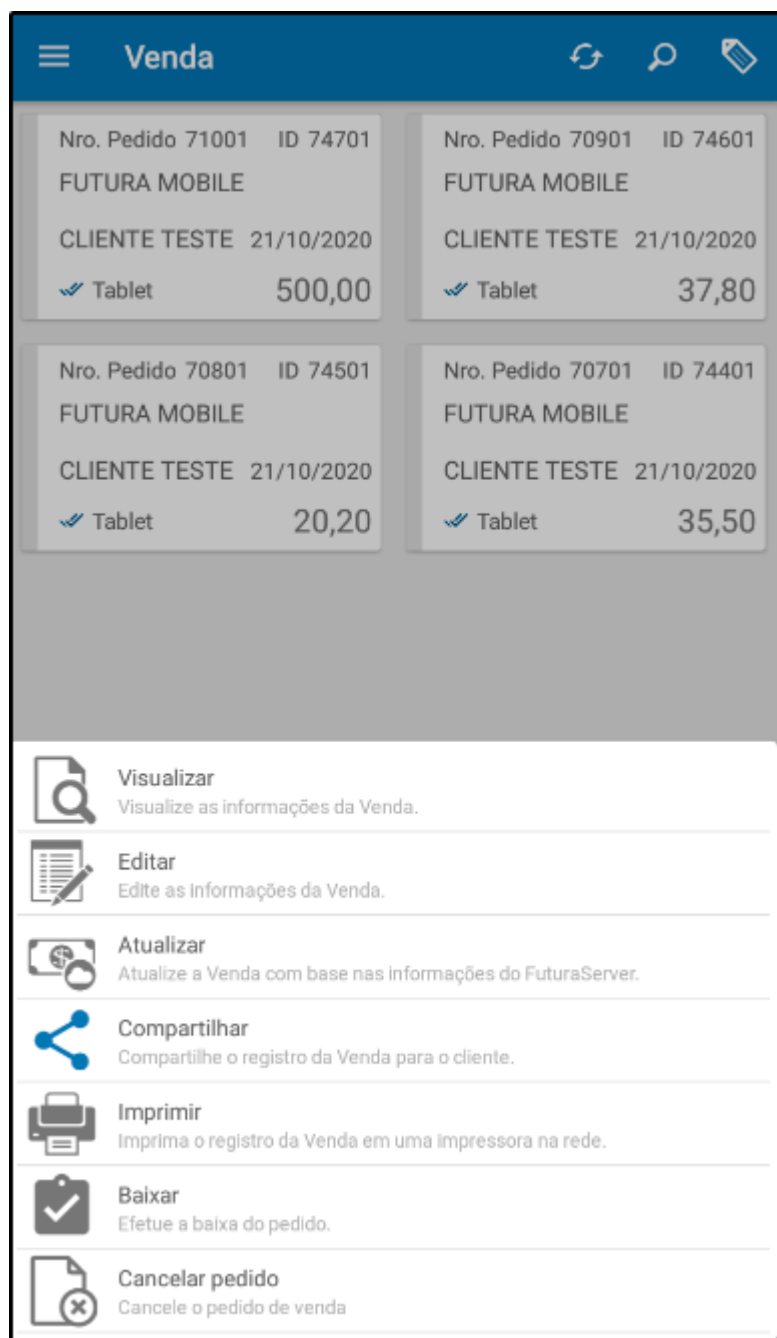 Venda
Nro. Pedido 71001 ID 74701
FUTURA MOBILE
CLIENTE TESTE 21/10/2020
Tablet 500,00
Nro. Pedido 70901 ID 74601
FUTURA MOBILE
CLIENTE TESTE 21/10/2020
Tablet 37,80
Nro. Pedido 70801 ID 74501
FUTURA MOBILE
CLIENTE TESTE 21/10/2020
Tablet 20,20
Nro. Pedido 70701 ID 74401
FUTURA MOBILE
CLIENTE TESTE 21/10/2020
Tablet 35,50
Visualizar
Visualize as informações da Venda.
Editar
Edite as informações da Venda.
Atualizar
Atualize a Venda com base nas informações do FuturaServer.
Compartilhar
Compartilhe o registro da Venda para o cliente.
Imprimir
Imprima o registro da Venda em uma impressora na rede.
Baixar
Efetue a baixa do pedido.
Cancelar pedido
Cancele o pedido de venda